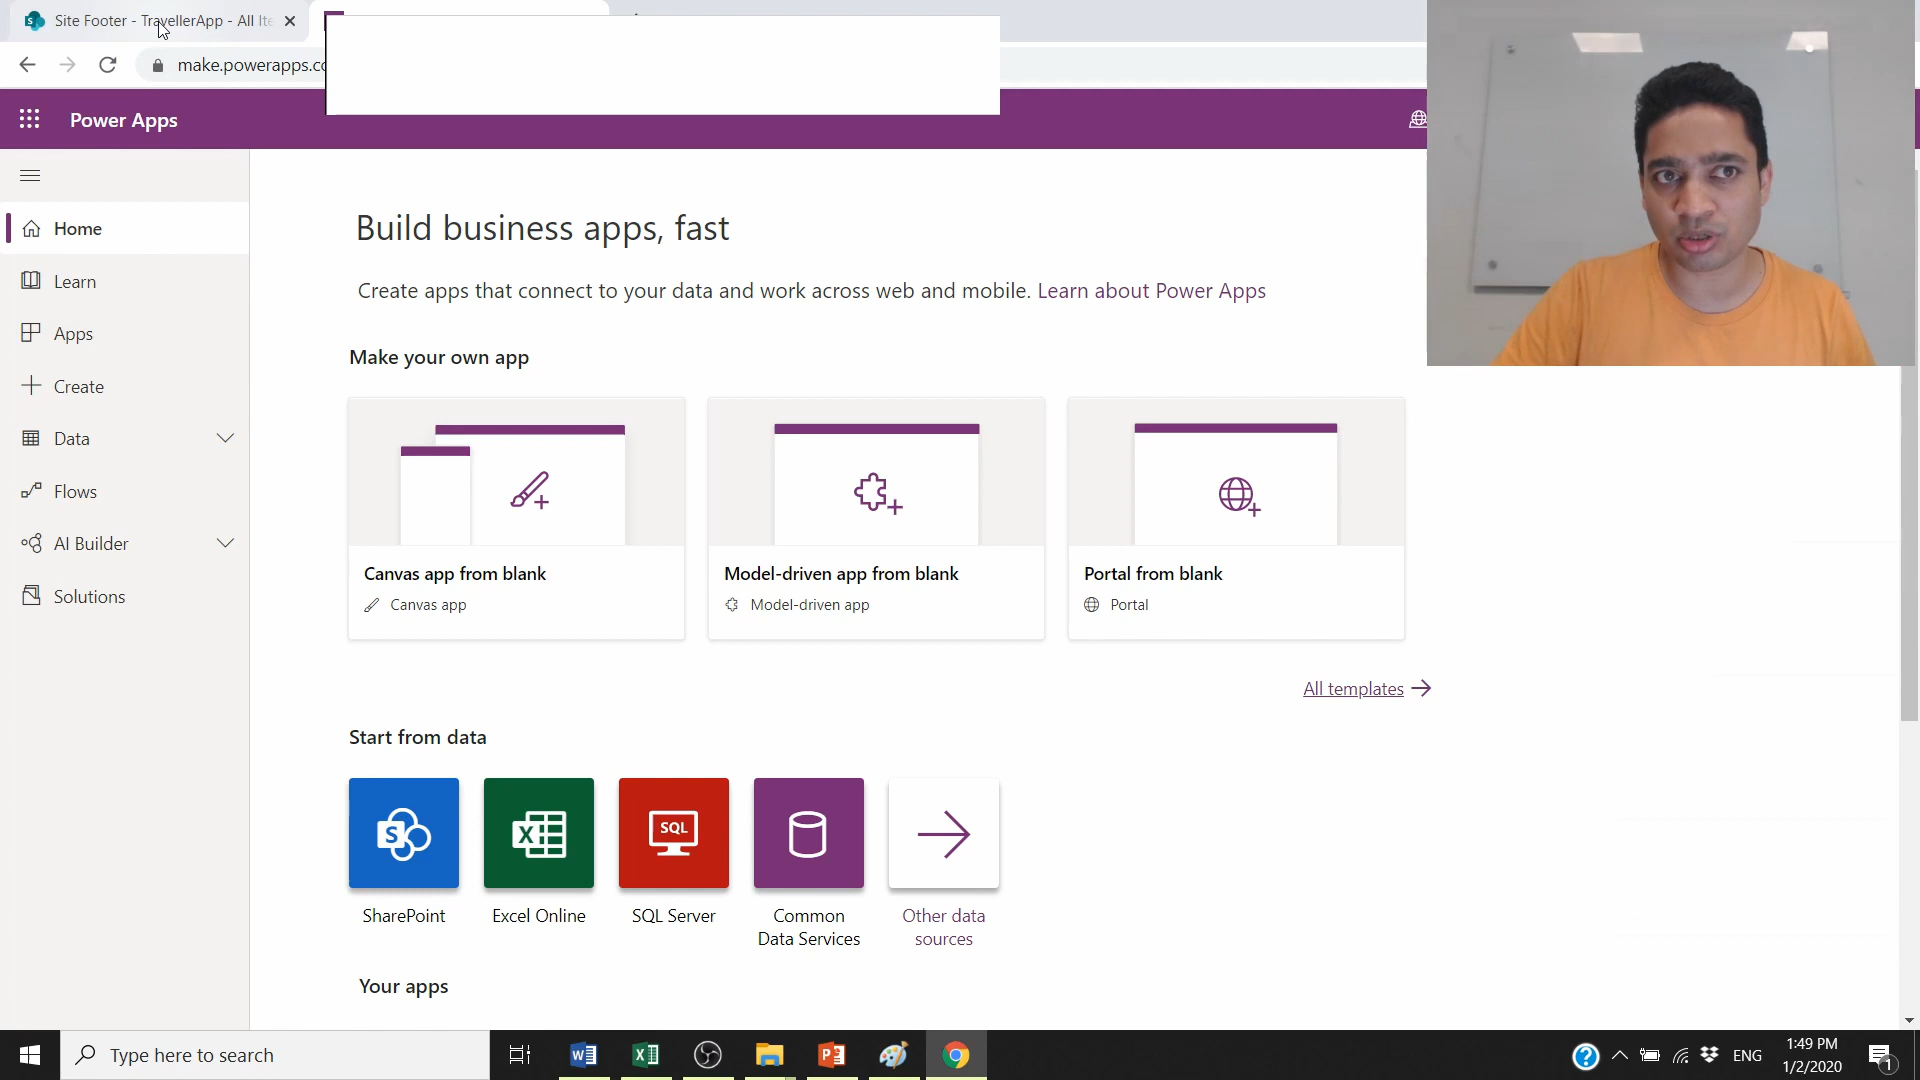 Site Footer - TravellerApp - All Ite
make.powerapps.co
Power Apps
Home
Learn
Apps
Create
Data
Flows
AI Builder
Solutions
Build business apps, fast
Create apps that connect to your data and work across web and mobile. Learn about Power Apps
Make your own app
Canvas app from blank
Canvas app
Model-driven app from blank
Model-driven app
Portal from blank
Portal
All templates
Start from data
S
X
SQL
SharePoint
Excel Online
SQL Server
Common
Data Services
Other data
sources
Your apps
Type here to search
ENG
1:49 PM
1/2/2020
1